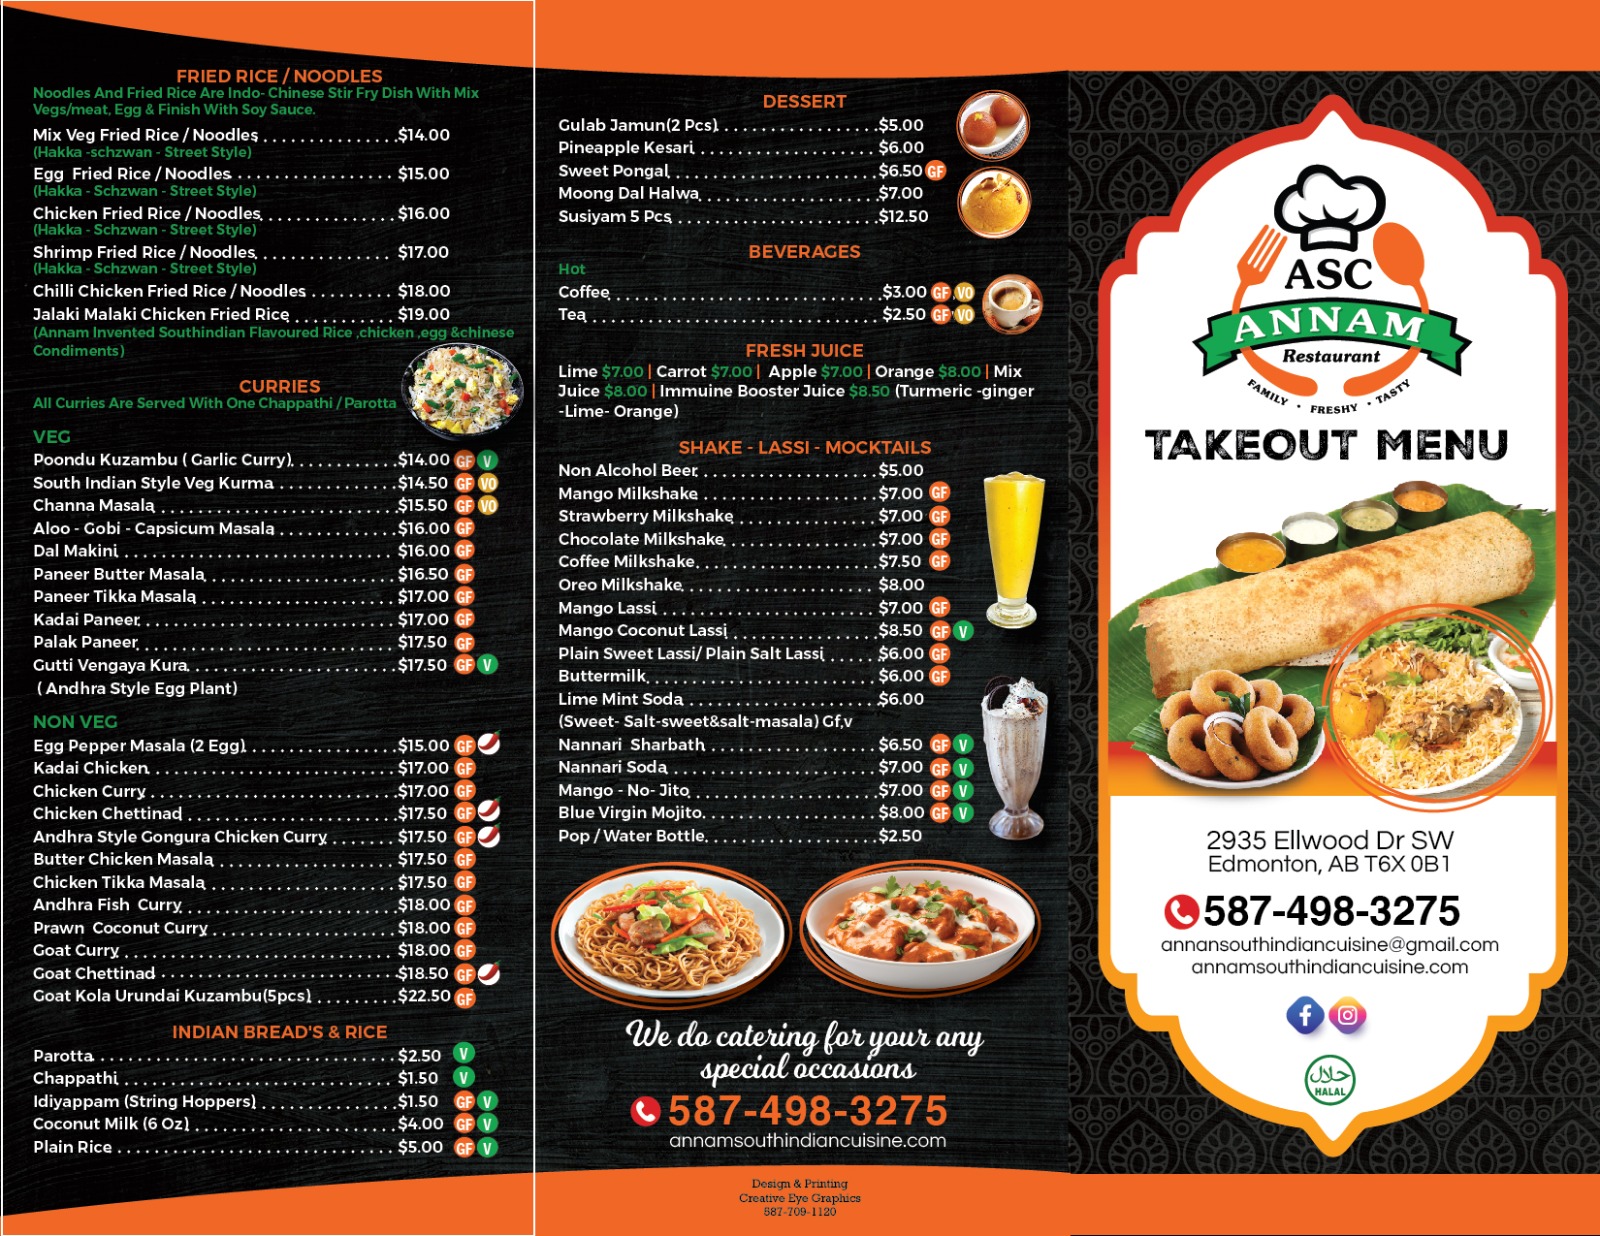 FRIED RICE / NOODLES
Noodles And Fried Rice Are Indo- Chinese Stir Fry Dish With Mix
Vegs/meat, Egg & Finish With Soy Sauce.
Mix Veg Fried Rice / Noodles $14.00
(Hakka -schzwan - Street Style)
Egg Fried Rice / Noodles $15.00
(Hakka - Schzwan - Street Style)
Chicken Fried Rice / Noodles $16.00
(Hakka - Schzwan - Street Style)
Shrimp Fried Rice / Noodles $17.00
(Hakka - Schzwan - Street Style)
Chilli Chicken Fried Rice / Noodles $18.00
Jalaki Malaki Chicken Fried Rice $19.00
(Annam Invented Southindian Flavoured Rice ,chicken ,egg &chinese
Condiments)
CURRIES
All Curries Are Served With One Chappathi / Parotta
VEG
Poondu Kuzambu ( Garlic Curry) $14.00 GF V
South Indian Style Veg Kurma $14.50 GF VO
Channa Masala $15.50 GF VO
Aloo - Gobi - Capsicum Masala $16.00 GF
Dal Makini $16.00 GF
Paneer Butter Masala $16.50 GF
Paneer Tikka Masala $17.00 GF
Kadai Paneer $17.00 GF
Palak Paneer $17.50 GF
Gutti Vengaya Kura $17.50 GF V
( Andhra Style Egg Plant)
NON VEG
Egg Pepper Masala (2 Egg) $15.00 GF
Kadai Chicken $17.00 GF
Chicken Curry $17.00 GF
Chicken Chettinad $17.50 GF
Andhra Style Gongura Chicken Curry $17.50 GF
Butter Chicken Masala $17.50 GF
Chicken Tikka Masala $17.50 GF
Andhra Fish Curry $18.00 GF
Prawn Coconut Curry $18.00 GF
Goat Curry $18.00 GF
Goat Chettinad $18.50 GF
Goat Kola Urundai Kuzambu(5pcs) $22.50 GF
INDIAN BREAD'S & RICE
Parotta $2.50 V
Chappathi $1.50 V
Idiyappam (String Hoppers) $1.50 GF V
Coconut Milk (6 Oz) $4.00 GF V
Plain Rice $5.00 GF V
DESSERT
Gulab Jamun(2 Pcs) $5.00
Pineapple Kesari $6.00
Sweet Pongal $6.50 GF
Moong Dal Halwa $7.00
Susiyam 5 Pcs $12.50
BEVERAGES
Hot
Coffee $3.00 GF VO
Tea $2.50 GF VO
FRESH JUICE
Lime $7.00 | Carrot $7.00 | Apple $7.00 | Orange $8.00 | Mix
Juice $8.00 | Immuine Booster Juice $8.50 (Turmeric -ginger
-Lime- Orange)
SHAKE - LASSI - MOCKTAILS
Non Alcohol Beer $5.00
Mango Milkshake $7.00 GF
Strawberry Milkshake $7.00 GF
Chocolate Milkshake $7.00 GF
Coffee Milkshake $7.50 GF
Oreo Milkshake $8.00
Mango Lassi $7.00 GF
Mango Coconut Lassi $8.50 GF V
Plain Sweet Lassi/ Plain Salt Lassi $6.00 GF
Buttermilk $6.00 GF
Lime Mint Soda $6.00
(Sweet- Salt-sweet&salt-masala) Gf,v
Nannari Sharbath $6.50 GF V
Nannari Soda $7.00 GF V
Mango - No- Jito $7.00 GF V
Blue Virgin Mojito $8.00 GF V
Pop / Water Bottle $2.50
We do catering for your any
special occasions
587-498-3275
annamsouthindiancuisine.com
Design & Printing
Creative Eye Graphics
587-709-1120
ASC
ANNAM
Restaurant
FAMILY • FRESHY • TASTY
TAKEOUT MENU
2935 Ellwood Dr SW
Edmonton, AB T6X 0B1
587-498-3275
annansouthindiancuisine@gmail.com
annamsouthindiancuisine.com
حلال
HALAL